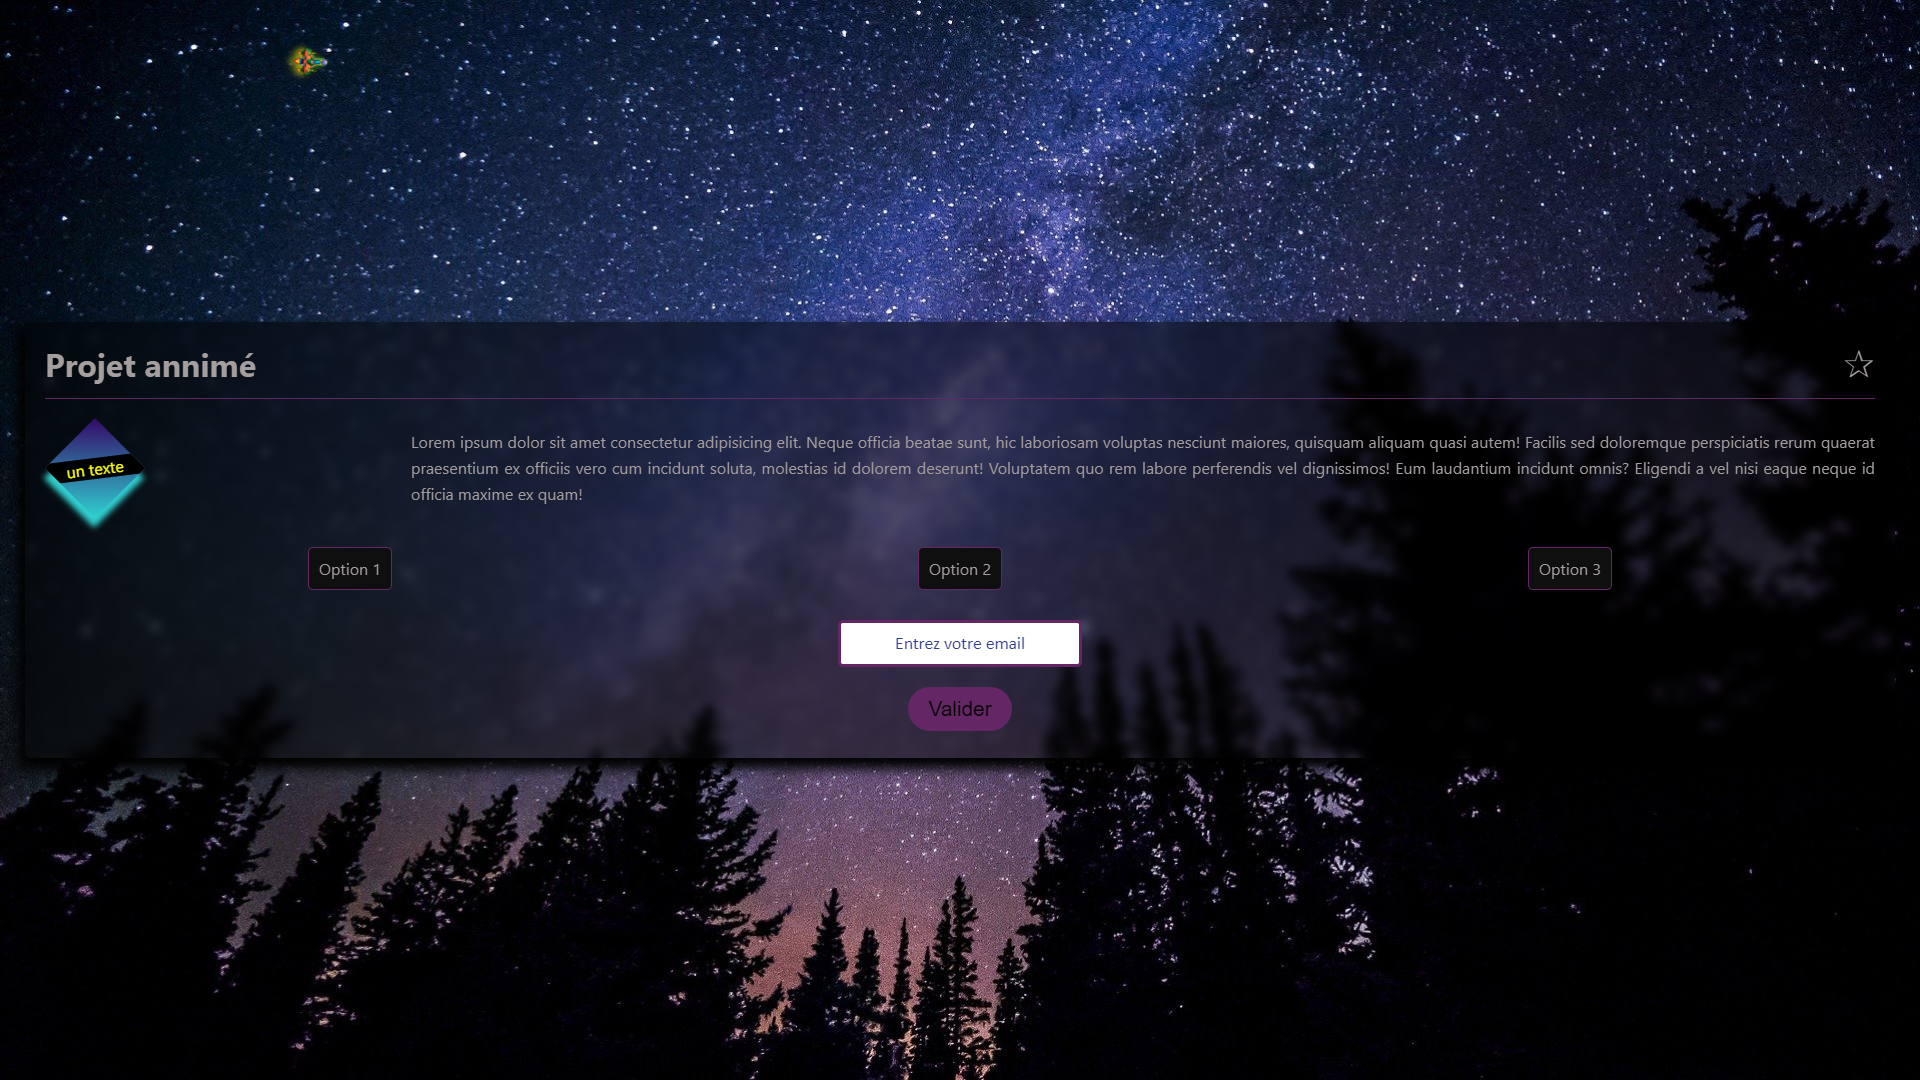 Projet annimé
un texte
Lorem ipsum dolor sit amet consectetur adipisicing elit. Neque officia beatae sunt, hic laboriosam voluptas nesciunt maiores, quisquam aliquam quasi autem! Facilis sed doloremque perspiciatis rerum quaerat
praesentium ex officiis vero cum incidunt soluta, molestias id dolorem deserunt! Voluptatem quo rem labore perferendis vel dignissimos! Eum laudantium incidunt omnis? Eligendi a vel nisi eaque neque id
officia maxime ex quam!
Option 1
Option 2
Option 3
Entrez votre email
Valider